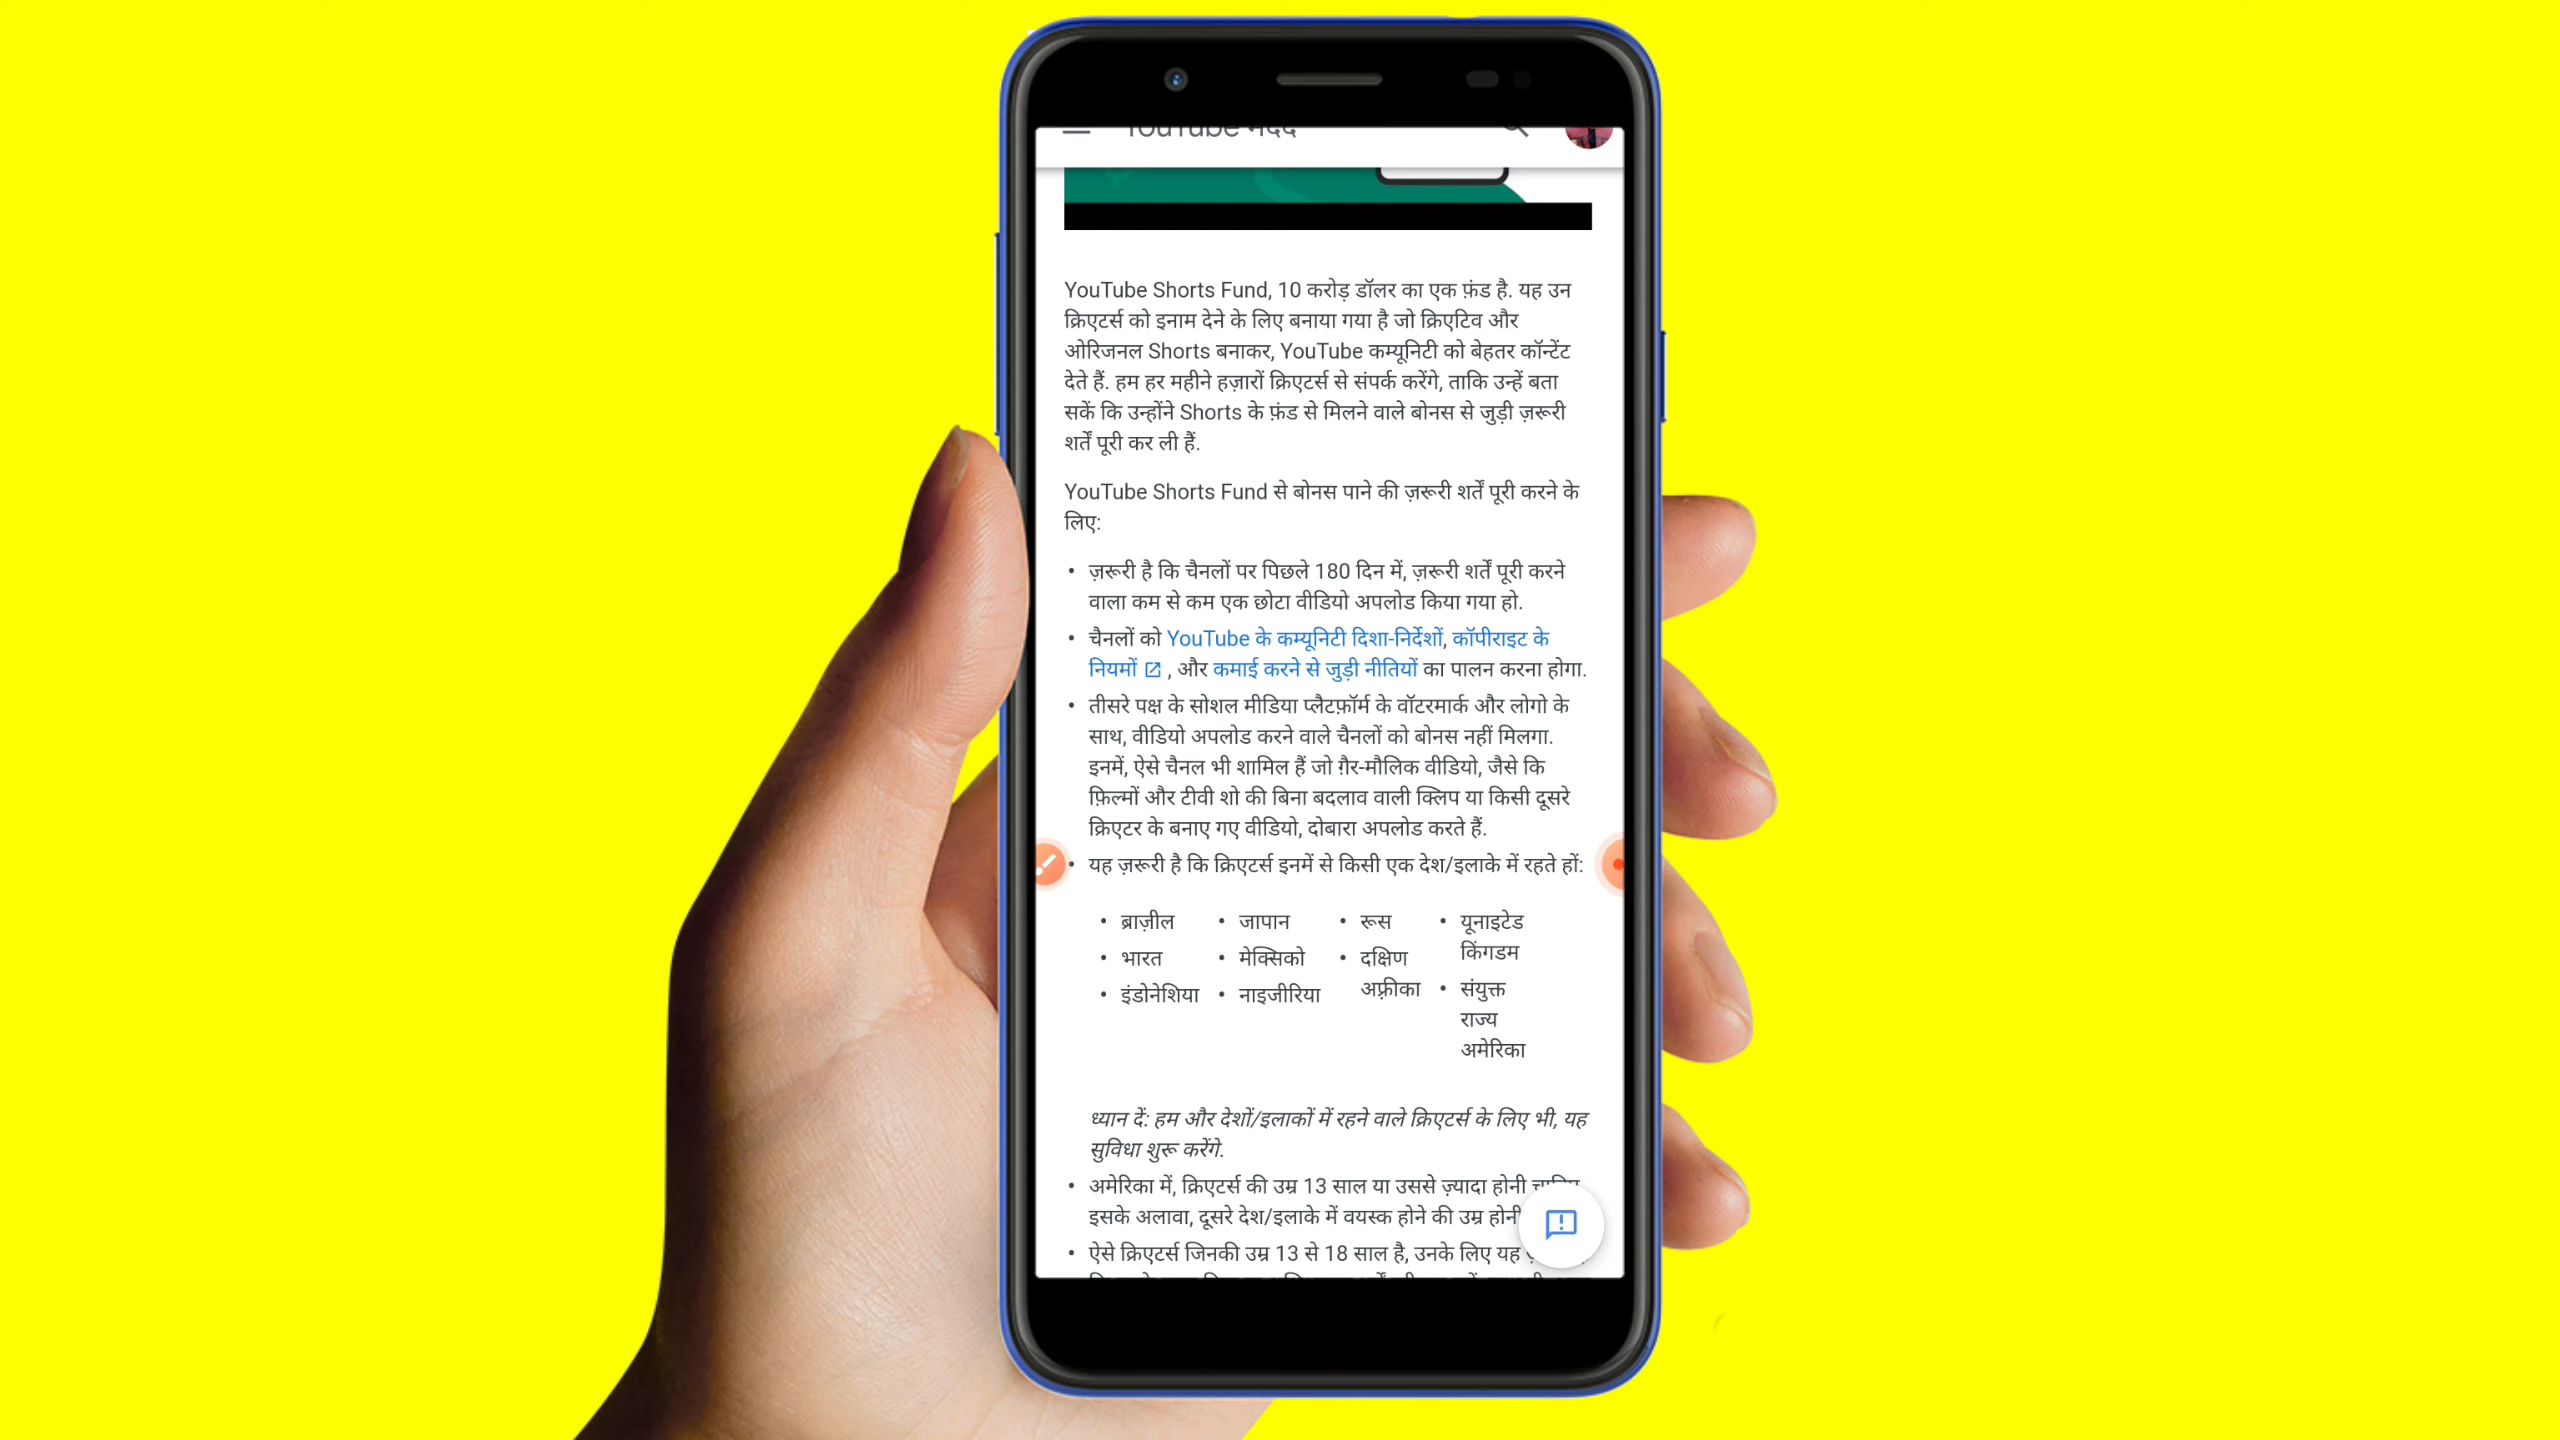 YouTube मदद
YouTube Shorts Fund, 10 करोड़ डॉलर का एक फ़ंड है. यह उन
क्रिएटर्स को इनाम देने के लिए बनाया गया है जो क्रिएटिव और
ओरिजनल Shorts बनाकर, YouTube कम्यूनिटी को बेहतर कॉन्टेंट
देते हैं. हम हर महीने हज़ारों क्रिएटर्स से संपर्क करेंगे, ताकि उन्हें बता
सकें कि उन्होंने Shorts के फ़ंड से मिलने वाले बोनस से जुड़ी ज़रूरी
शर्तें पूरी कर ली हैं.
YouTube Shorts Fund से बोनस पाने की ज़रूरी शर्तें पूरी करने के
लिए:
• ज़रूरी है कि चैनलों पर पिछले 180 दिन में, ज़रूरी शर्तें पूरी करने
वाला कम से कम एक छोटा वीडियो अपलोड किया गया हो.
• चैनलों को YouTube के कम्यूनिटी दिशा-निर्देशों, कॉपीराइट के
नियमों , और कमाई करने से जुड़ी नीतियों का पालन करना होगा.
• तीसरे पक्ष के सोशल मीडिया प्लैटफ़ॉर्म के वॉटरमार्क और लोगो के
साथ, वीडियो अपलोड करने वाले चैनलों को बोनस नहीं मिलगा.
इनमें, ऐसे चैनल भी शामिल हैं जो ग़ैर-मौलिक वीडियो, जैसे कि
फ़िल्मों और टीवी शो की बिना बदलाव वाली क्लिप या किसी दूसरे
क्रिएटर के बनाए गए वीडियो, दोबारा अपलोड करते हैं.
• यह ज़रूरी है कि क्रिएटर्स इनमें से किसी एक देश/इलाके में रहते हों:
• ब्राज़ील
• भारत
• इंडोनेशिया
• जापान
• मेक्सिको
• नाइजीरिया
• रूस
• दक्षिण
अफ़्रीका
• यूनाइटेड
किंगडम
• संयुक्त
राज्य
अमेरिका
ध्यान दें: हम और देशों/इलाकों में रहने वाले क्रिएटर्स के लिए भी, यह
सुविधा शुरू करेंगे.
• अमेरिका में, क्रिएटर्स की उम्र 13 साल या उससे ज़्यादा होनी
इसके अलावा, दूसरे देश/इलाके में वयस्क होने की उम्र होनी
• ऐसे क्रिएटर्स जिनकी उम्र 13 से 18 साल है, उनके लिए यह